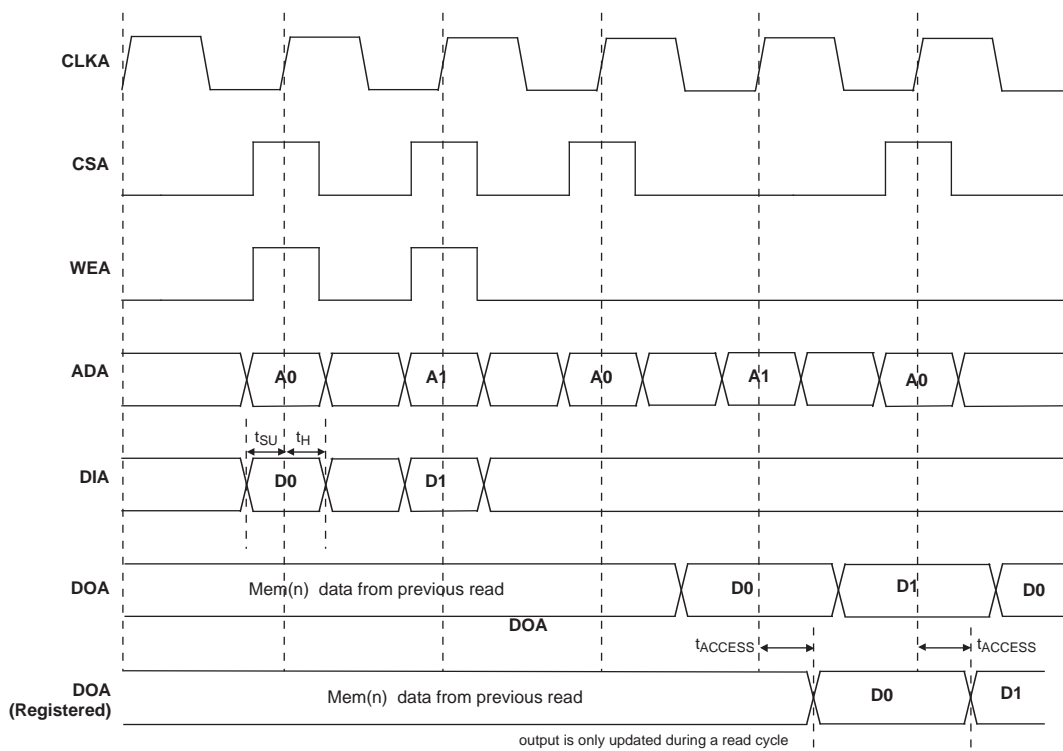 CLKA
CSA
WEA
ADA
A0
A1
A0
A1
A0
tSU
tH
DIA
D0
D1
DOA
Mem(n) data from previous read
D0
D1
D0
DOA
tACCESS
tACCESS
DOA
(Registered)
Mem(n) data from previous read
D0
D1
output is only updated during a read cycle